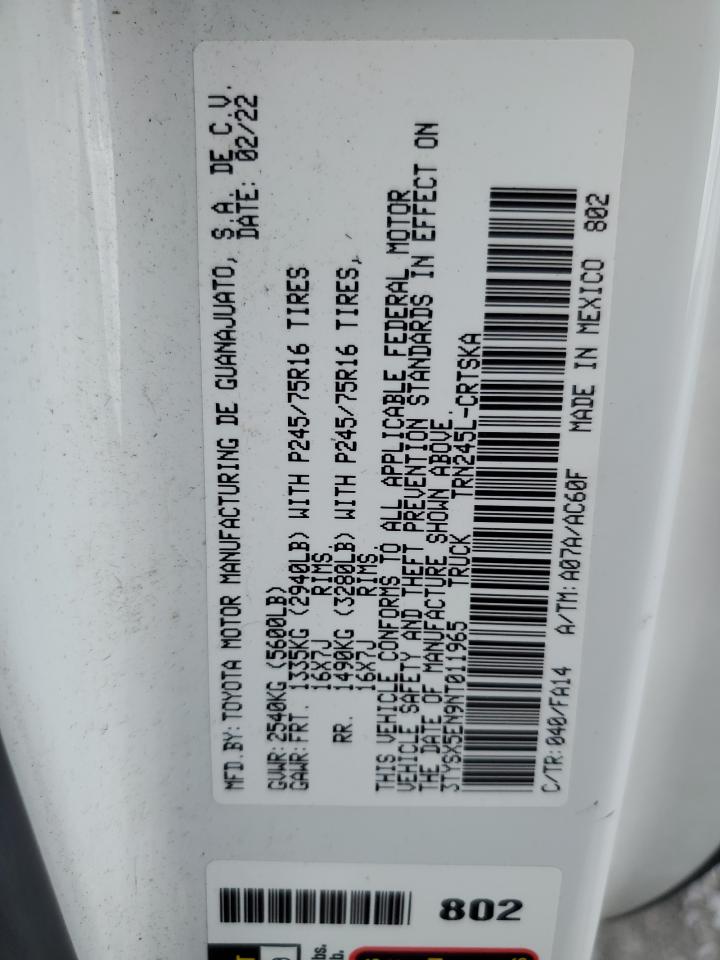 MFD.BY: TOYOTA MOTOR MANUFACTURING DE GUANAJUATO, S.A. DE C.V.
DATE: 02/22
GVWR: 2540KG (5600LB)
GAWR: FRT. 1335KG (2940LB) WITH P245/75R16 TIRES
16X7J RIMS.
RR. 1490KG (3280LB) WITH P245/75R16 TIRES,
16X7J RIMS.
THIS VEHICLE CONFORMS TO ALL APPLICABLE FEDERAL MOTOR
VEHICLE SAFETY AND THEFT PREVENTION STANDARDS IN EFFECT ON
THE DATE OF MANUFACTURE SHOWN ABOVE.
3TYSX5EN9NT011965 TRUCK TRN245L-CRTSKA
C/TR: 040/FA14 A/TM: A07A/AC60F MADE IN MEXICO 802
802